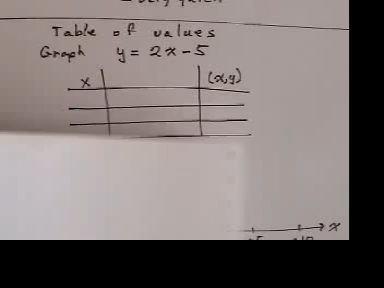 Table of values
Graph y = 2x - 5
x (x,y)
x